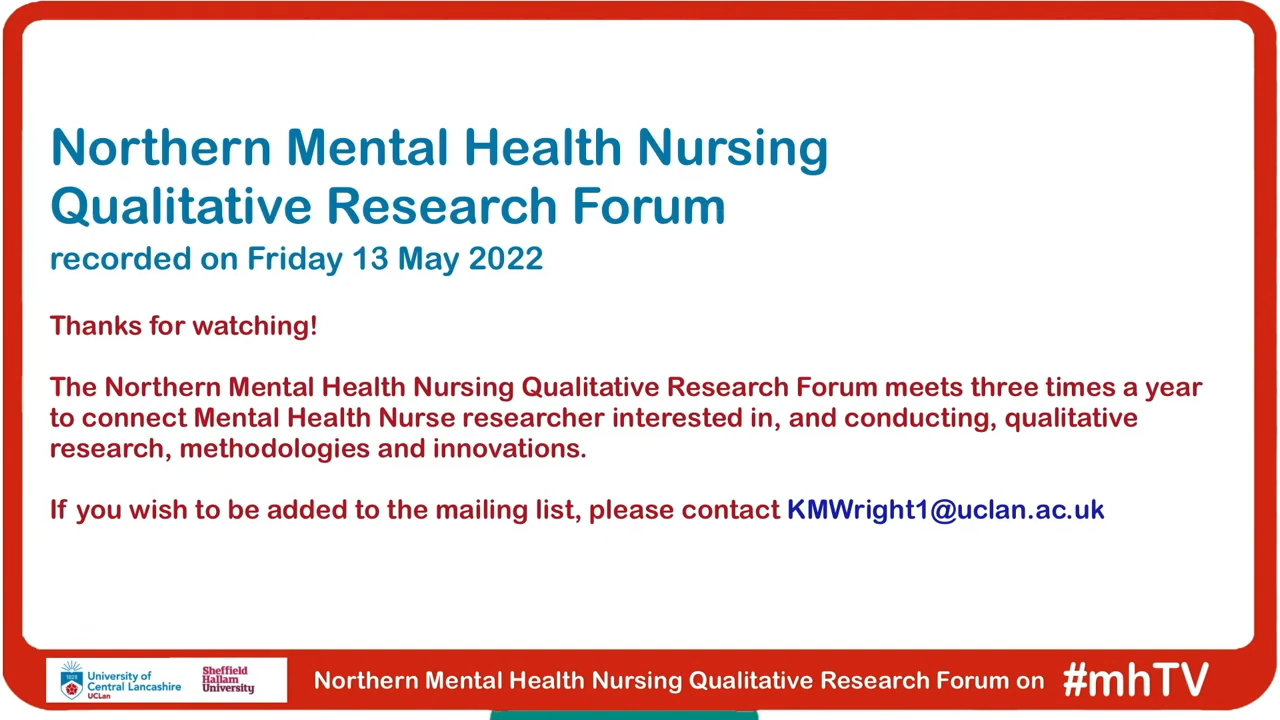 Northern Mental Health Nursing
Qualitative Research Forum
recorded on Friday 13 May 2022
Thanks for watching!
The Northern Mental Health Nursing Qualitative Research Forum meets three times a year
to connect Mental Health Nurse researcher interested in, and conducting, qualitative
research, methodologies and innovations.
If you wish to be added to the mailing list, please contact KMWright1@uclan.ac.uk
1828
University of
Central Lancashire
UCLan
Sheffield
Hallam
University
Northern Mental Health Nursing Qualitative Research Forum on #mhTV